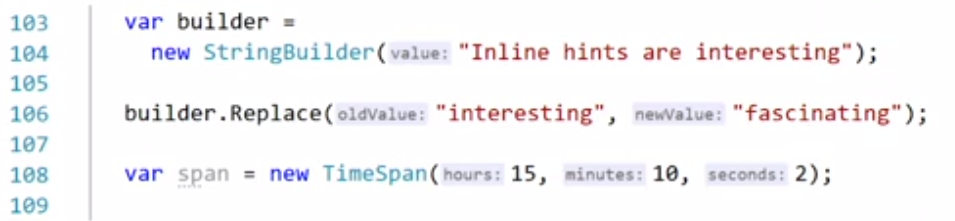 103 var builder =
104 new StringBuilder( value: "Inline hints are interesting");
105
106 builder.Replace( oldValue: "interesting", newValue: "fascinating");
107
108 var span = new TimeSpan( hours: 15, minutes: 10, seconds: 2);
109